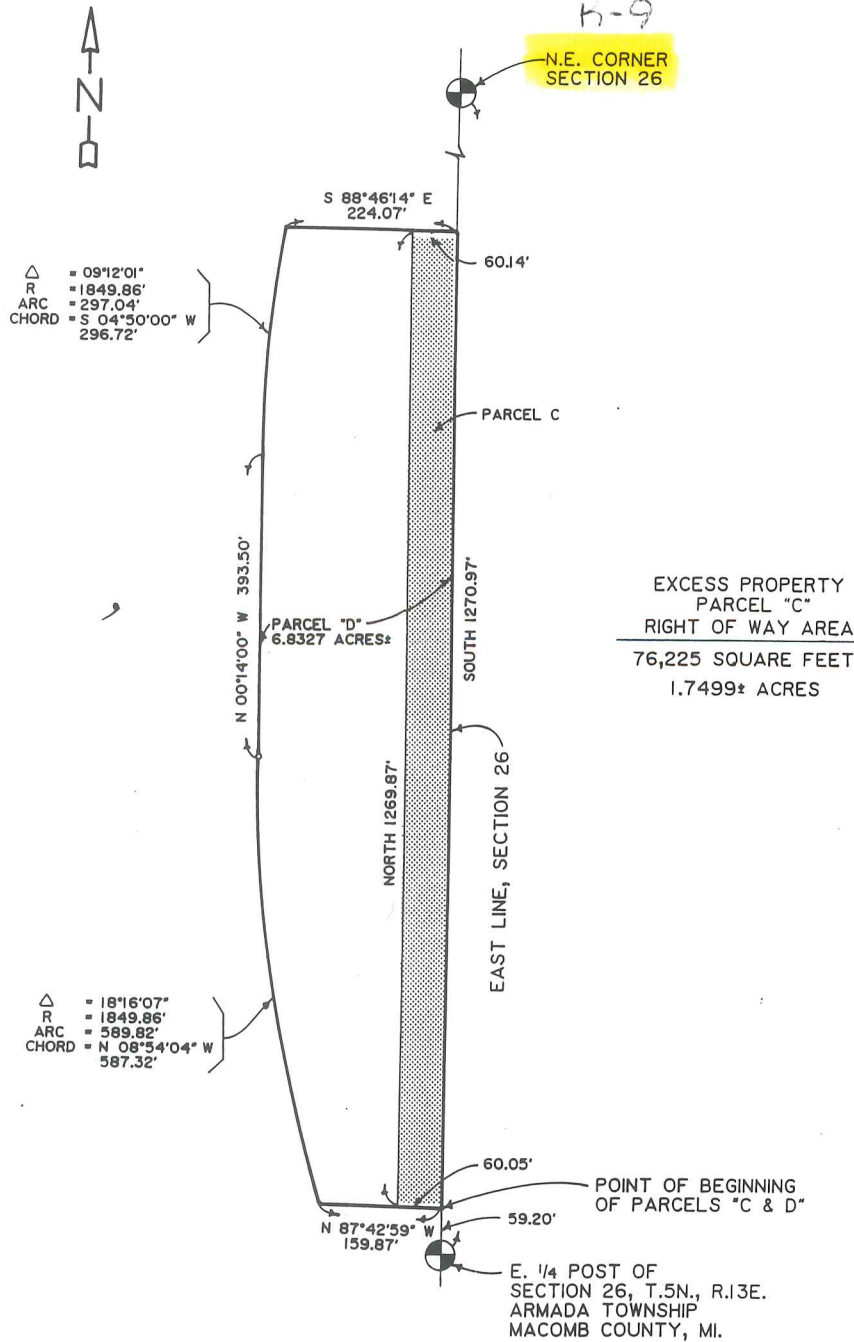 K-9
N.E. CORNER
SECTION 26
N
S 88°46'14" E
224.07'
60.14'
△ = 09°12'01"
R = 1849.86'
ARC = 297.04'
CHORD = S 04°50'00" W
296.72'
PARCEL C
N 00°14'00" W 393.50'
PARCEL "D"
6.8327 ACRES±
SOUTH 1270.97'
EXCESS PROPERTY
PARCEL "C"
RIGHT OF WAY AREA
76,225 SQUARE FEET
1.7499± ACRES
NORTH 1269.87'
EAST LINE, SECTION 26
△ = 18°16'07"
R = 1849.86'
ARC = 589.82'
CHORD = N 08°54'04" W
587.32'
60.05'
POINT OF BEGINNING
OF PARCELS "C & D"
N 87°42'59" W
159.87'
59.20'
E. 1/4 POST OF
SECTION 26, T.5N., R.13E.
ARMADA TOWNSHIP
MACOMB COUNTY, MI.